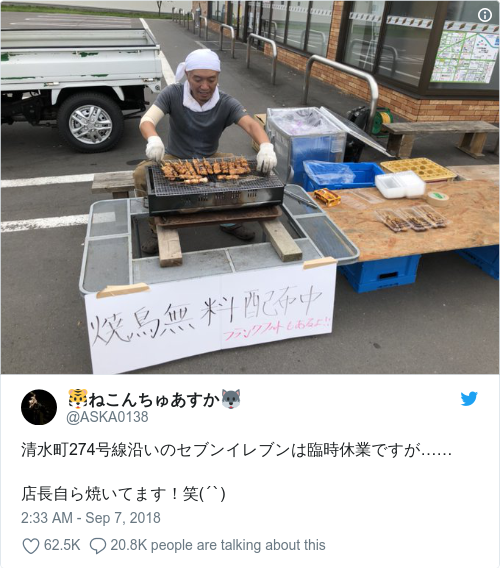 焼鳥無料配布中
フランクフルトもあるよ!!
🐯ねこんちゅあすか🐺
@ASKA0138
清水町274号線沿いのセブンイレブンは臨時休業ですが……
店長自ら焼いてます！笑(´`)
2:33 AM - Sep 7, 2018
62.5K 20.8K people are talking about this